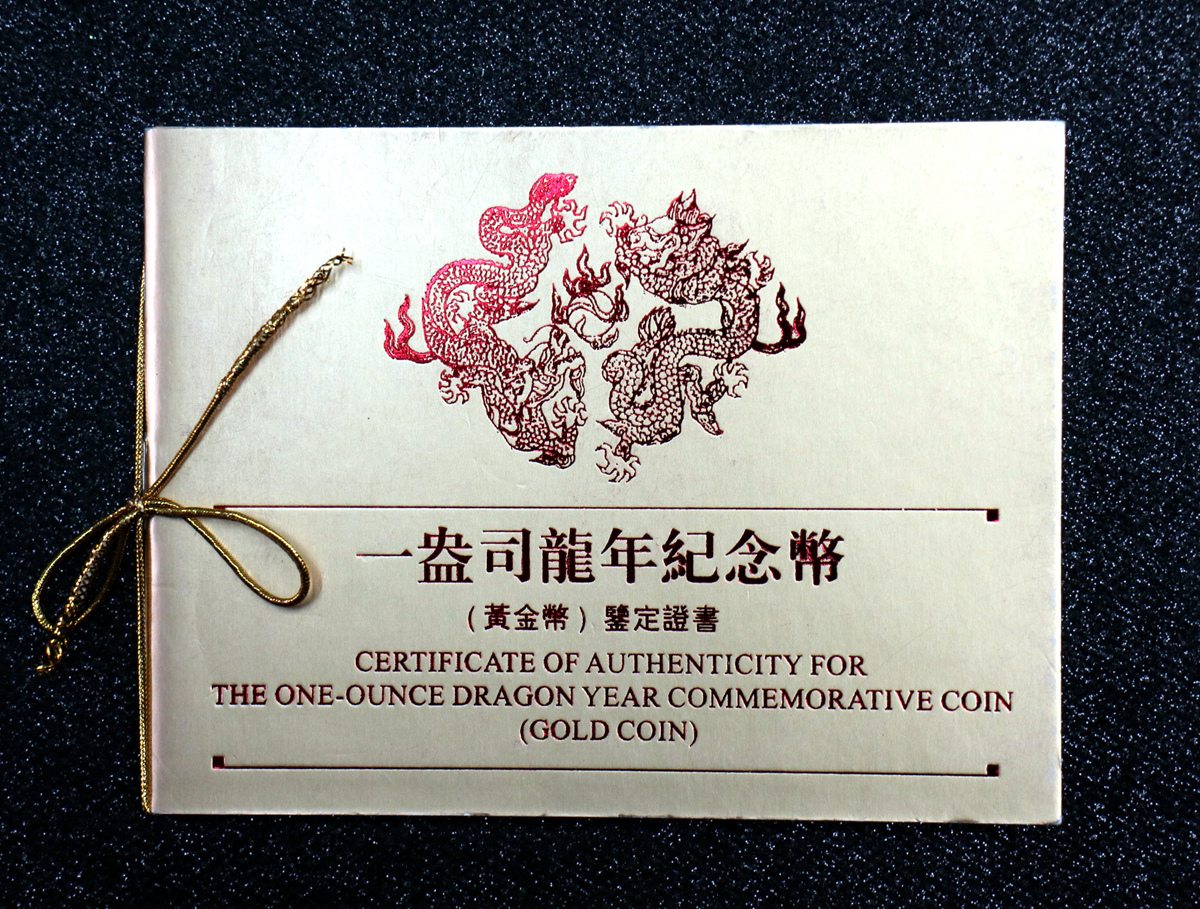 一盎司龍年紀念幣
(黃金幣) 鑒定證書
CERTIFICATE OF AUTHENTICITY FOR
THE ONE-OUNCE DRAGON YEAR COMMEMORATIVE COIN
(GOLD COIN)